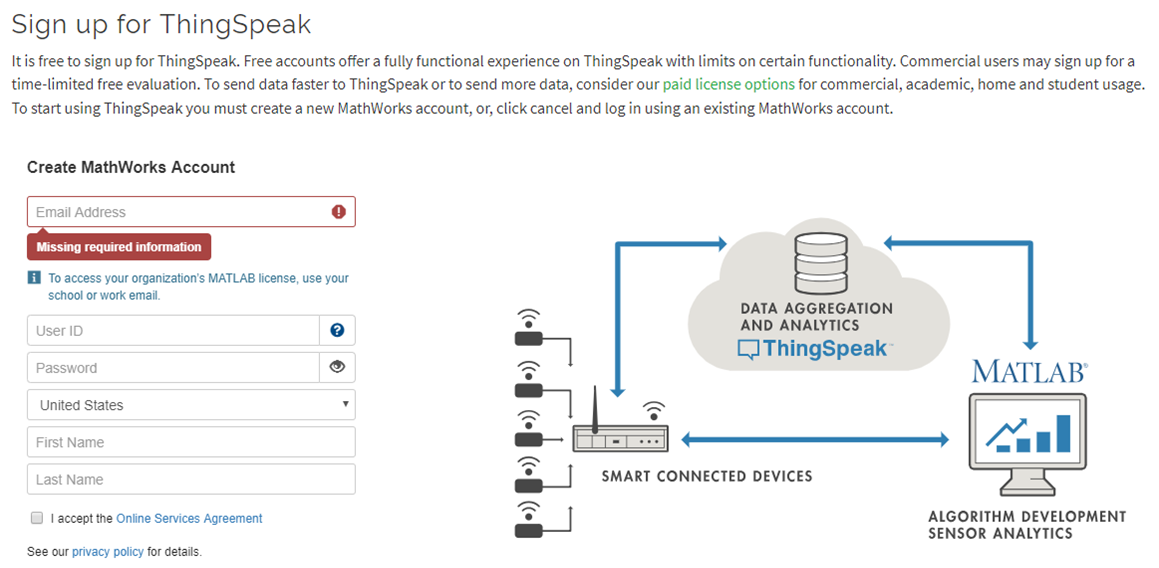 Sign up for ThingSpeak
It is free to sign up for ThingSpeak. Free accounts offer a fully functional experience on ThingSpeak with limits on certain functionality. Commercial users may sign up for a
time-limited free evaluation. To send data faster to ThingSpeak or to send more data, consider our paid license options for commercial, academic, home and student usage.
To start using ThingSpeak you must create a new MathWorks account, or, click cancel and log in using an existing MathWorks account.
Create MathWorks Account
Email Address
Missing required information
To access your organization's MATLAB license, use your
school or work email.
User ID
Password
United States
First Name
Last Name
I accept the Online Services Agreement
See our privacy policy for details.
DATA AGGREGATION
AND ANALYTICS
ThingSpeak™
MATLAB®
SMART CONNECTED DEVICES
ALGORITHM DEVELOPMENT
SENSOR ANALYTICS